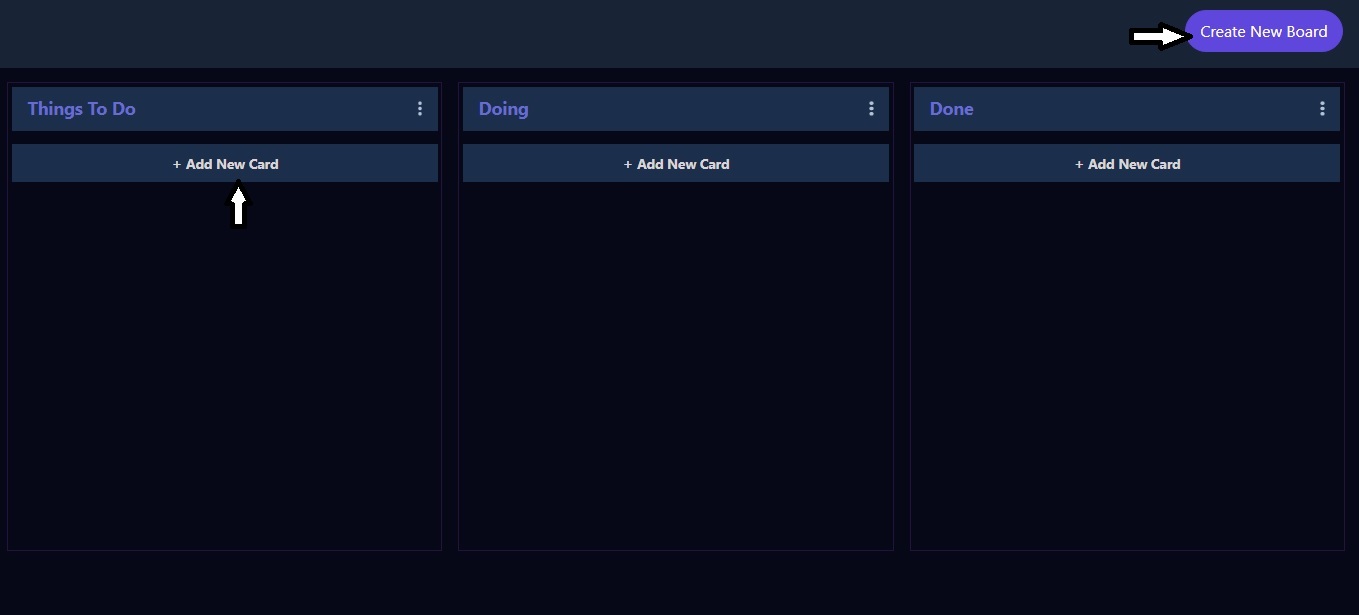 Create New Board
Things To Do
Doing
Done
+ Add New Card
+ Add New Card
+ Add New Card